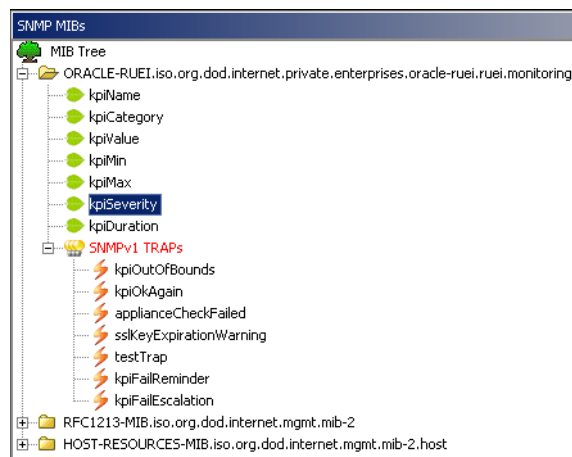 SNMP MIBs
MIB Tree
ORACLE-RUEI.iso.org.dod.internet.private.enterprises.oracle-ruei.ruei.monitoring
kpiName
kpiCategory
kpiValue
kpiMin
kpiMax
kpiSeverity
kpiDuration
SNMPv1 TRAPs
kpiOutOfBounds
kpiOkAgain
applianceCheckFailed
sslKeyExpirationWarning
testTrap
kpiFailReminder
kpiFailEscalation
RFC1213-MIB.iso.org.dod.internet.mgmt.mib-2
HOST-RESOURCES-MIB.iso.org.dod.internet.mgmt.mib-2.host